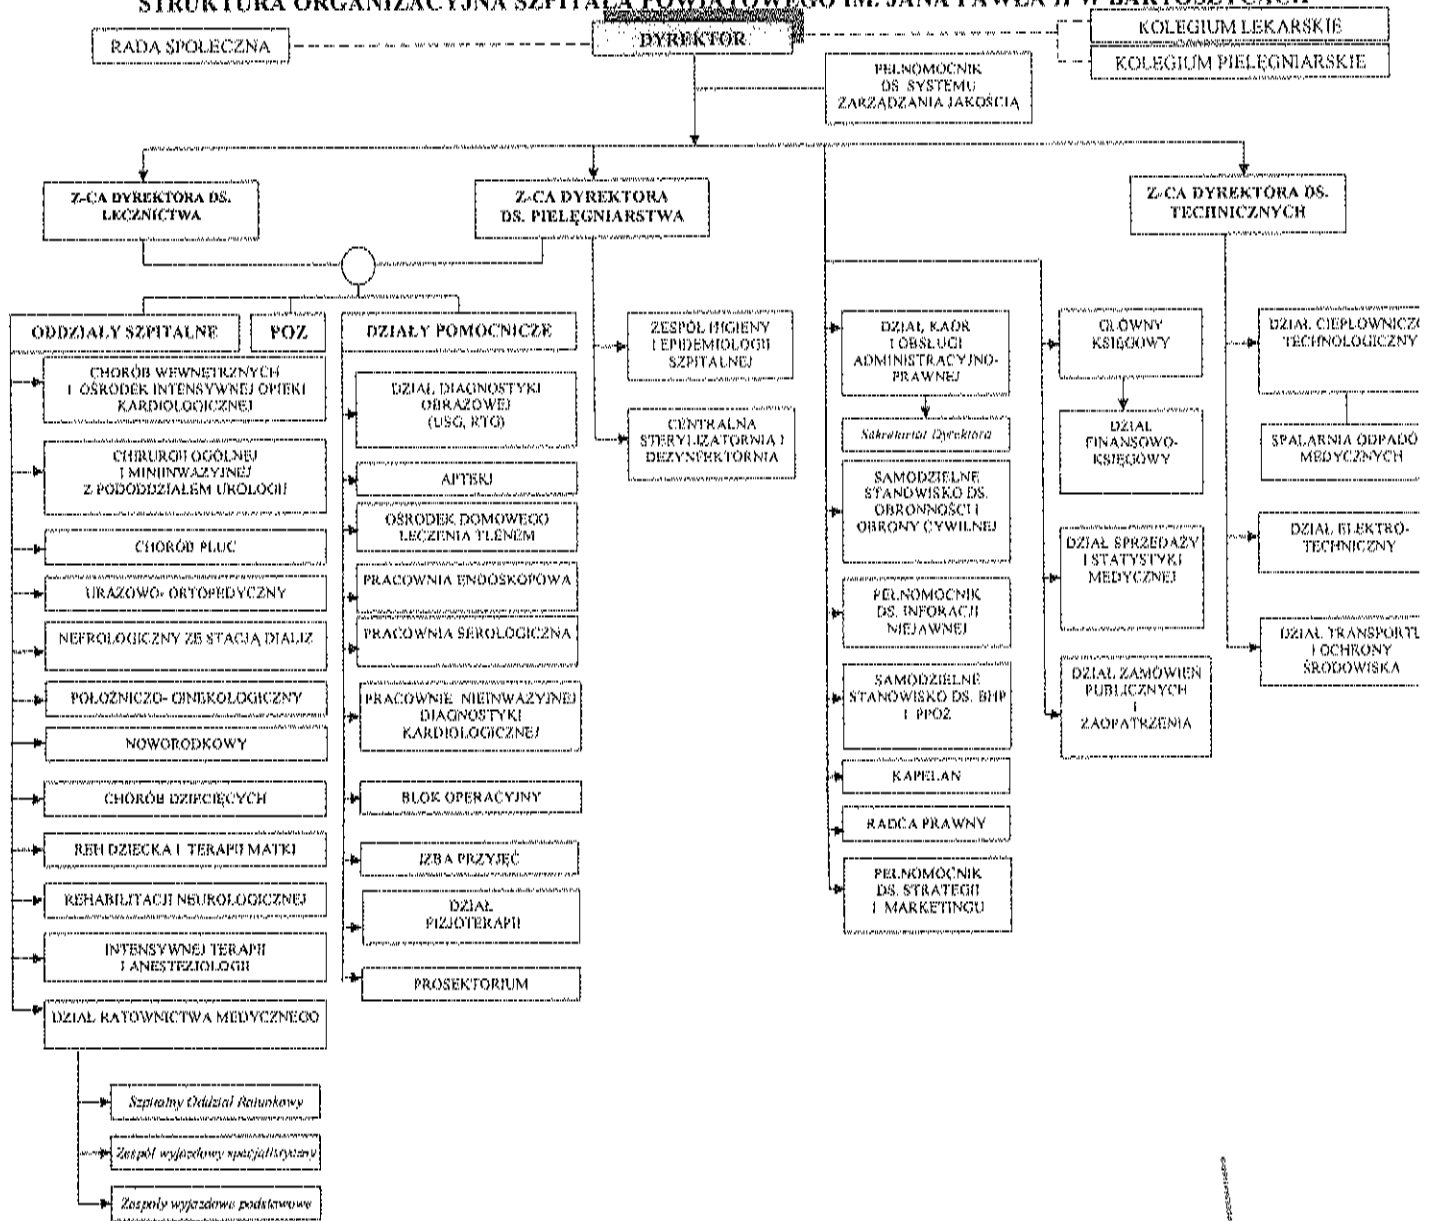 STRUKTURA ORGANIZACYJNA SZPITALA POWIATOWEGO IM. JANA PAWŁA II W BARTOSZYCACH
RADA SPOŁECZNA
DYREKTOR
KOLEGIUM LEKARSKIE
KOLEGIUM PIELĘGNIARSKIE
PEŁNOMOCNIK
DS. SYSTEMU
ZARZĄDZANIA JAKOŚCIĄ
Z-CA DYREKTORA DS.
LECZNICTWA
Z-CA DYREKTORA
DS. PIELĘGNIARSTWA
Z-CA DYREKTORA DS.
TECHNICZNYCH
ODDZIAŁY SZPITALNE
CHORÓB WEWNĘTRZNYCH
I OŚRODEK INTENSYWNEJ OPIEKI
KARDIOLOGICZNEJ
CHIRURGII OGÓLNEJ
I MINIINWAZYJNEJ
Z PODODDZIAŁEM UROLOGII
CHORÓB PŁUC
URAZOWO- ORTOPEDYCZNY
NEFROLOGICZNY ZE STACJĄ DIALIZ
POŁOŻNICZO- GINEKOLOGICZNY
NOWORODKOWY
CHORÓB DZIECIĘCYCH
REH DZIECKA I TERAPII MATKI
REHABILITACJI NEUROLOGICZNEJ
INTENSYWNEJ TERAPII
I ANESTEZJOLOGII
DZIAŁ RATOWNICTWA MEDYCZNEGO
Szpitalny Oddział Ratunkowy
Zespół wyjazdowy specjalistyczny
Zespoły wyjazdowe podstawowe
POZ
DZIAŁY POMOCNICZE
DZIAŁ DIAGNOSTYKI
OBRAZOWEJ
(USG, RTG)
APTEKI
OŚRODEK DOMOWEGO
LECZENIA TLENEM
PRACOWNIA ENDOSKOPOWA
PRACOWNIA SEROLOGICZNA
PRACOWNIE NIEINWAZYJNEJ
DIAGNOSTYKI
KARDIOLOGICZNEJ
BLOK OPERACYJNY
IZBA PRZYJĘĆ
DZIAŁ
FIZJOTERAPII
PROSEKTORIUM
ZESPÓŁ HIGIENY
I EPIDEMIOLOGII
SZPITALNEJ
CENTRALNA
STERYLIZATORNIA I
DEZYNFEKTORNIA
DZIAŁ KADR
I OBSŁUGI
ADMINISTRACYJNO-
PRAWNEJ
Sekretariat Dyrektora
SAMODZIELNE
STANOWISKO DS.
OBRONNOŚCI I
OBRONY CYWILNEJ
PEŁNOMOCNIK
DS. INFORACJI
NIEJAWNEJ
SAMODZIELNE
STANOWISKO DS. BHP
I PPOŻ
KAPELAN
RADCA PRAWNY
PEŁNOMOCNIK
DS. STRATEGII
I MARKETINGU
GŁÓWNY
KSIĘGOWY
DZIAŁ
FINANSOWO-
KSIĘGOWY
DZIAŁ SPRZEDAŻY
I STATYSTYKI
MEDYCZNEJ
DZIAŁ ZAMÓWIEŃ
PUBLICZNYCH
I
ZAOPATRZENIA
DZIAŁ CIEPŁOWNICZO
TECHNOLOGICZNY
SPALARNIA ODPADÓ
MEDYCZNYCH
DZIAŁ ELEKTRO-
TECHNICZNY
DZIAŁ TRANSPORTU
I OCHRONY
ŚRODOWISKA